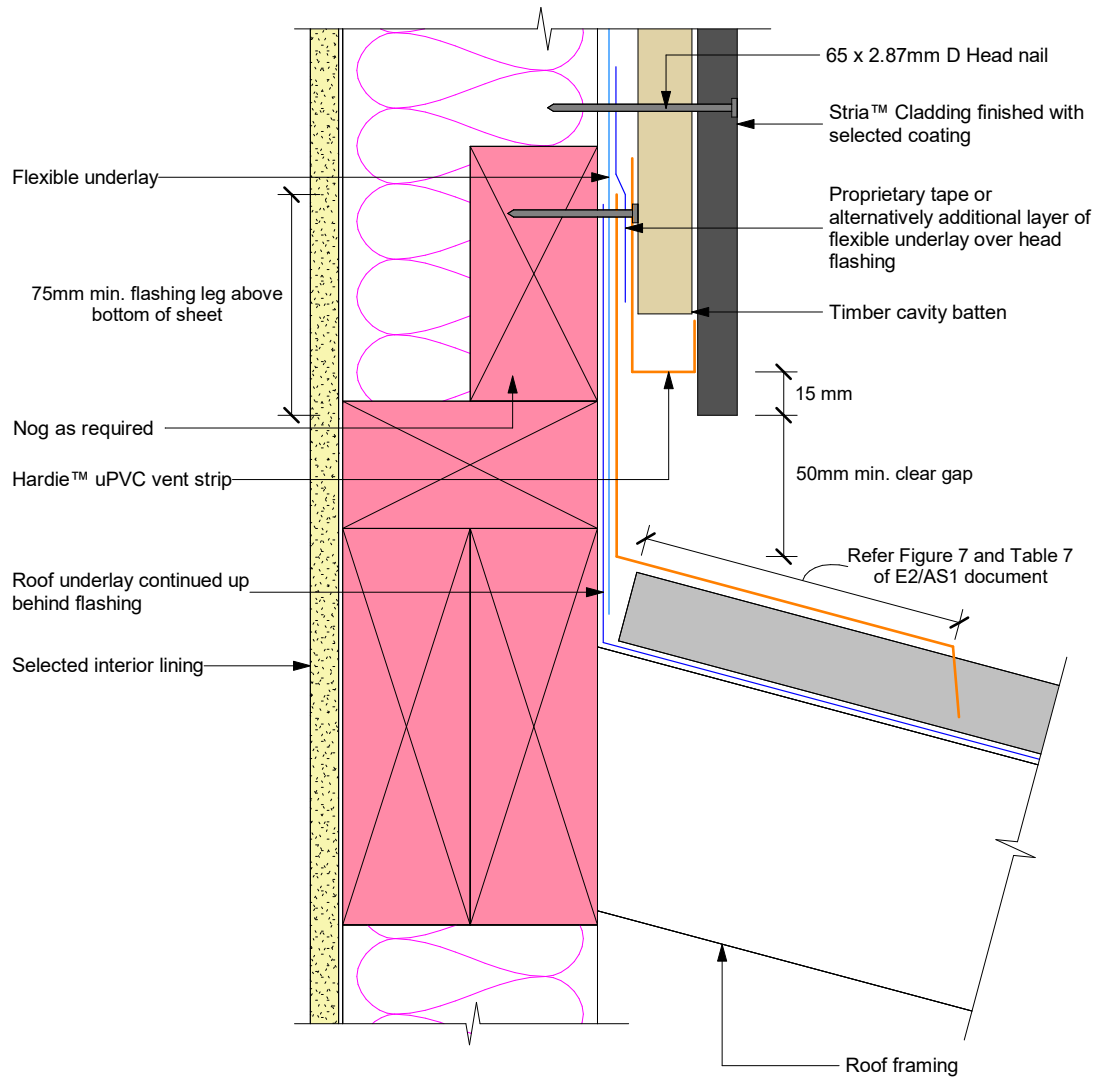 65 x 2.87mm D Head nail
Stria™ Cladding finished with
selected coating
Flexible underlay
Proprietary tape or
alternatively additional layer of
flexible underlay over head
flashing
75mm min. flashing leg above
bottom of sheet
Timber cavity batten
15 mm
Nog as required
Hardie™ uPVC vent strip
50mm min. clear gap
Refer Figure 7 and Table 7
of E2/AS1 document
Roof underlay continued up
behind flashing
Selected interior lining
Roof framing